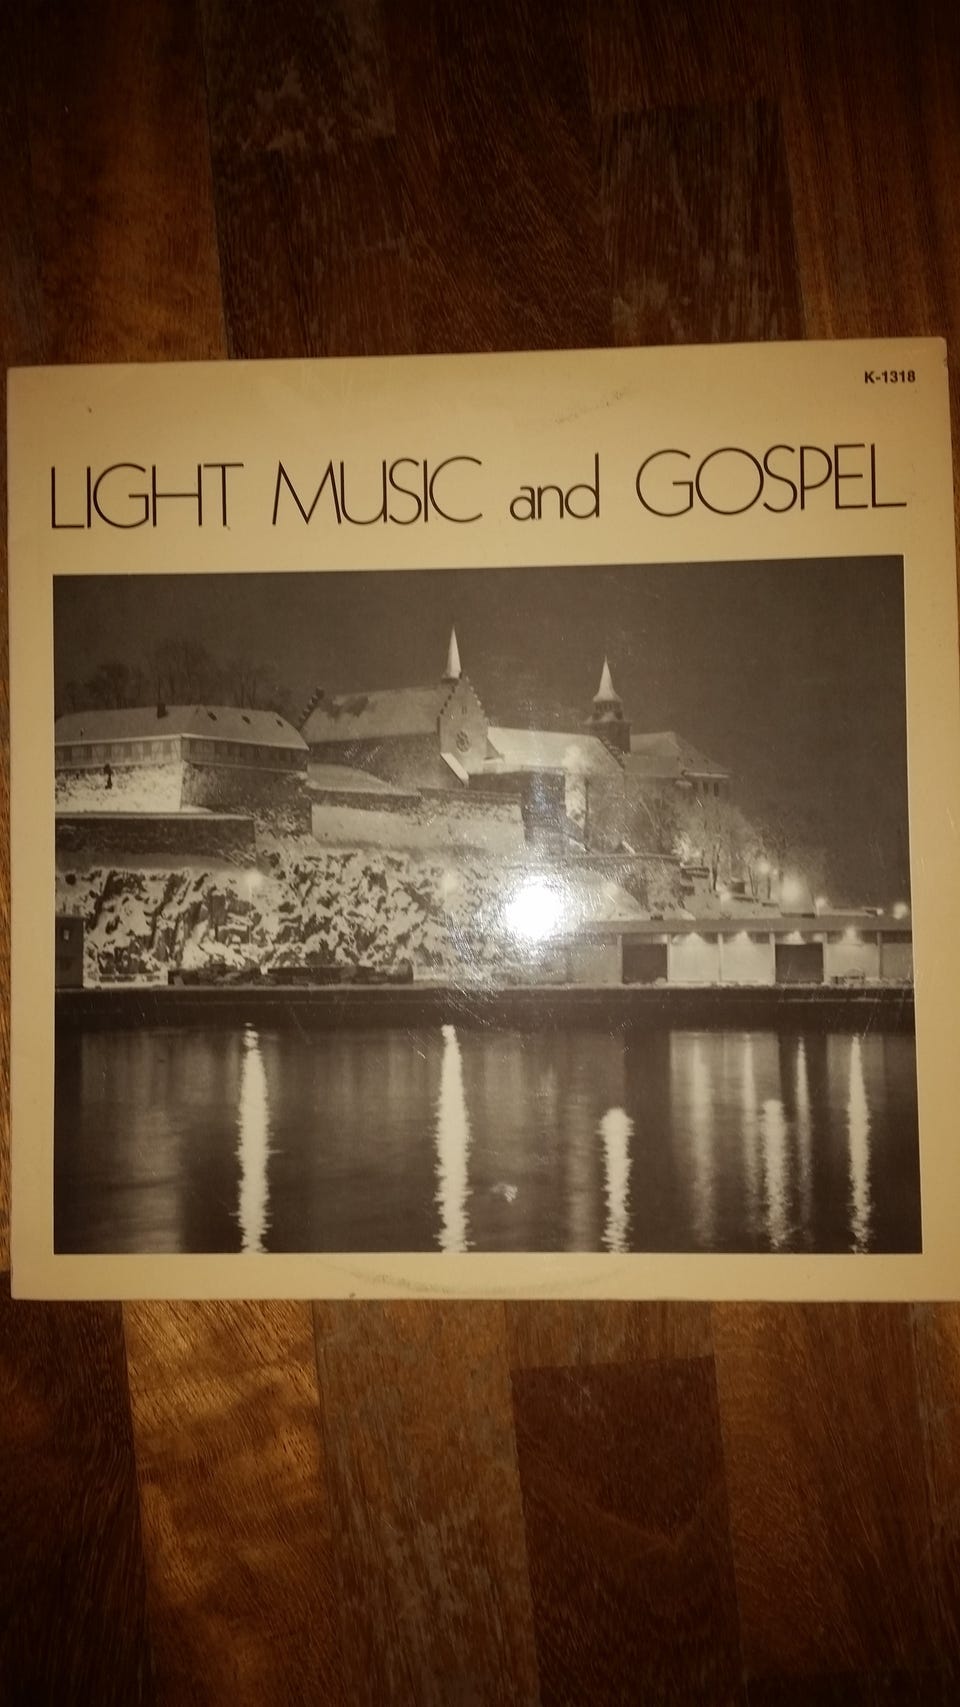 K-1318
LIGHT MUSIC and GOSPEL